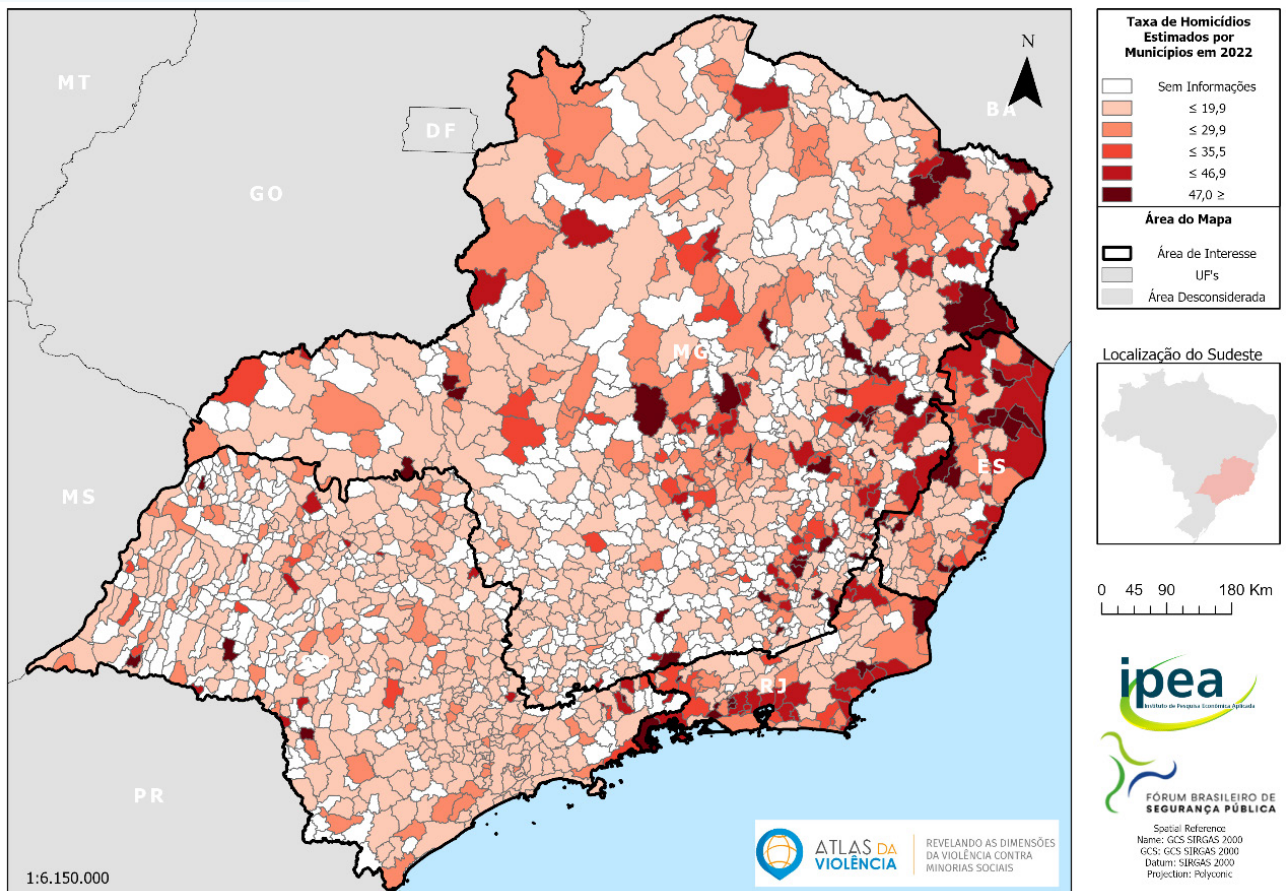 MT
DF
GO
BA
MG
MS
ES
SP
RJ
PR
N
1:6.150.000
ATLAS DA
VIOLÊNCIA
REVELANDO AS DIMENSÕES
DA VIOLÊNCIA CONTRA
MINORIAS SOCIAIS
Taxa de Homicídios
Estimados por
Municípios em 2022
Sem Informações
≤ 19,9
≤ 29,9
≤ 35,5
≤ 46,9
47,0 ≥
Área do Mapa
Área de Interesse
UF's
Área Desconsiderada
Localização do Sudeste
0 45 90 180 Km
ipea
Instituto de Pesquisa Econômica Aplicada
FÓRUM BRASILEIRO DE
SEGURANÇA PÚBLICA
Spatial Reference
Name: GCS SIRGAS 2000
GCS: GCS SIRGAS 2000
Datum: SIRGAS 2000
Projection: Polyconic